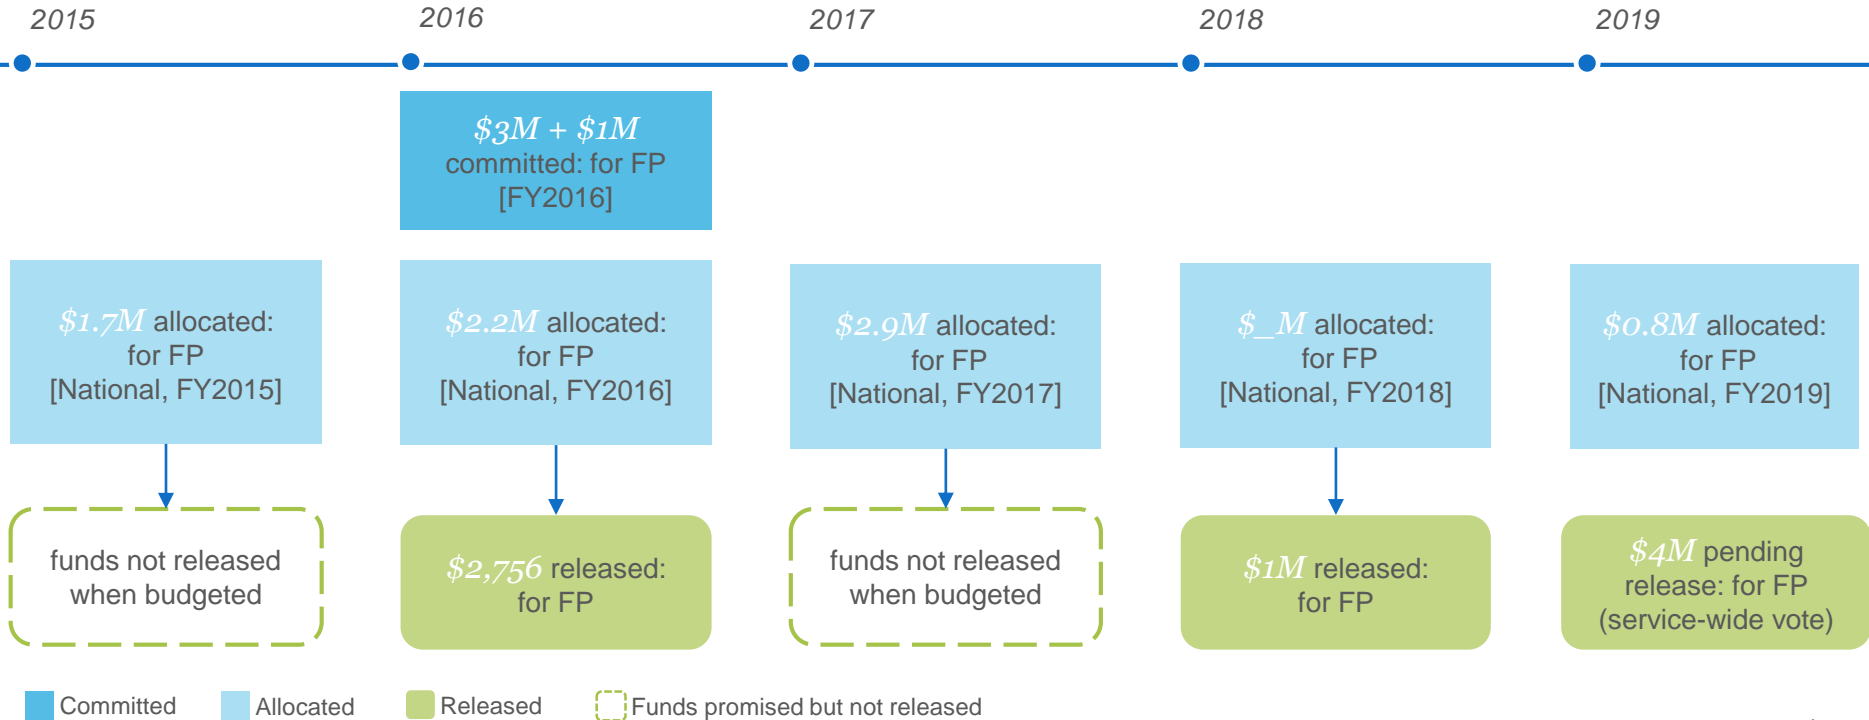 2015
2016
2017
2018
2019
$3M + $1M
committed: for FP
[FY2016]
$1.7M allocated:
for FP
[National, FY2015]
$2.2M allocated:
for FP
[National, FY2016]
$2.9M allocated:
for FP
[National, FY2017]
$_M allocated:
for FP
[National, FY2018]
$0.8M allocated:
for FP
[National, FY2019]
funds not released
when budgeted
$2,756 released:
for FP
funds not released
when budgeted
$1M released:
for FP
$4M pending
release: for FP
(service-wide vote)
Committed
Allocated
Released
Funds promised but not released